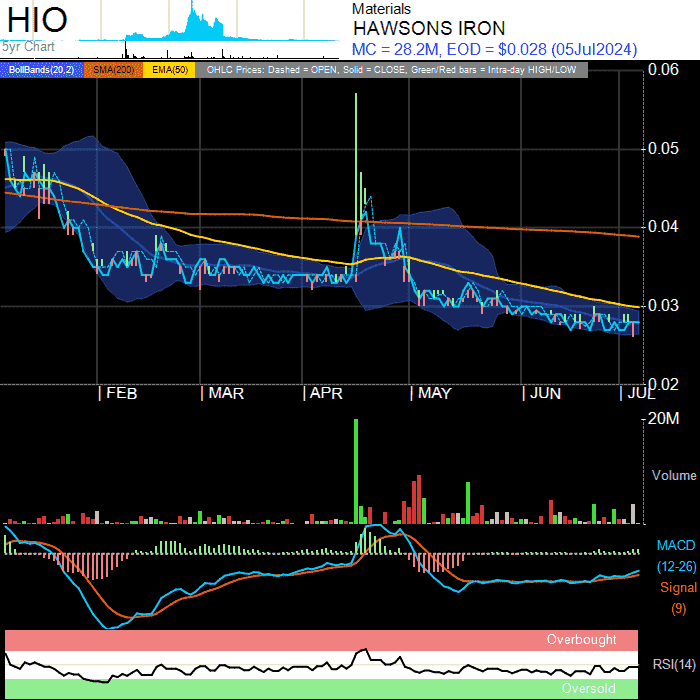 HIO
5yr Chart
Materials
HAWSONS IRON
MC = 28.2M, EOD = $0.028 (05Jul2024)
BollBands(20,2) SMA(200) EMA(50) OHLC Prices: Dashed = OPEN, Solid = CLOSE, Green/Red bars = Intra-day HIGH/LOW
0.06
0.05
0.04
0.03
0.02
FEB MAR APR MAY JUN JUL
20M
Volume
MACD
(12-26)
Signal
(9)
Overbought
RSI(14)
Oversold